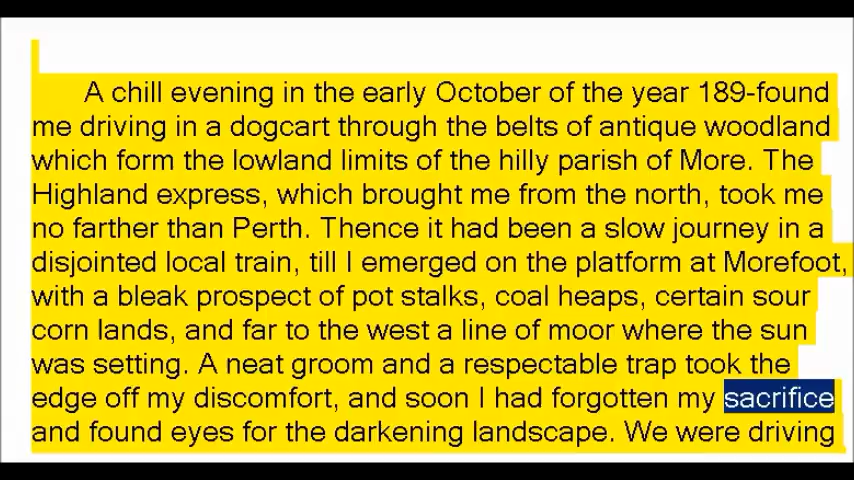 A chill evening in the early October of the year 189-found
me driving in a dogcart through the belts of antique woodland
which form the lowland limits of the hilly parish of More. The
Highland express, which brought me from the north, took me
no farther than Perth. Thence it had been a slow journey in a
disjointed local train, till I emerged on the platform at Morefoot,
with a bleak prospect of pot stalks, coal heaps, certain sour
corn lands, and far to the west a line of moor where the sun
was setting. A neat groom and a respectable trap took the
edge off my discomfort, and soon I had forgotten my sacrifice
and found eyes for the darkening landscape. We were driving